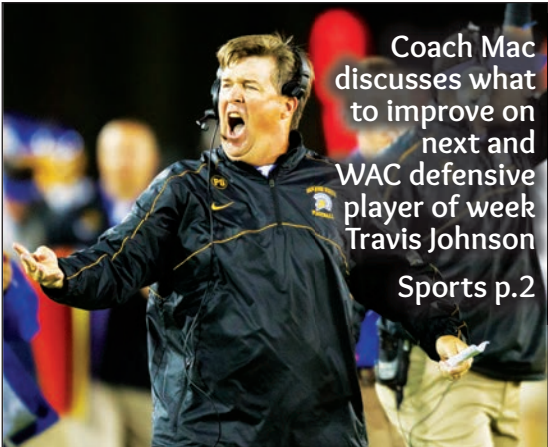 Coach Mac
discusses what
to improve on
next and
WAC defensive
player of week
Travis Johnson
Sports p.2